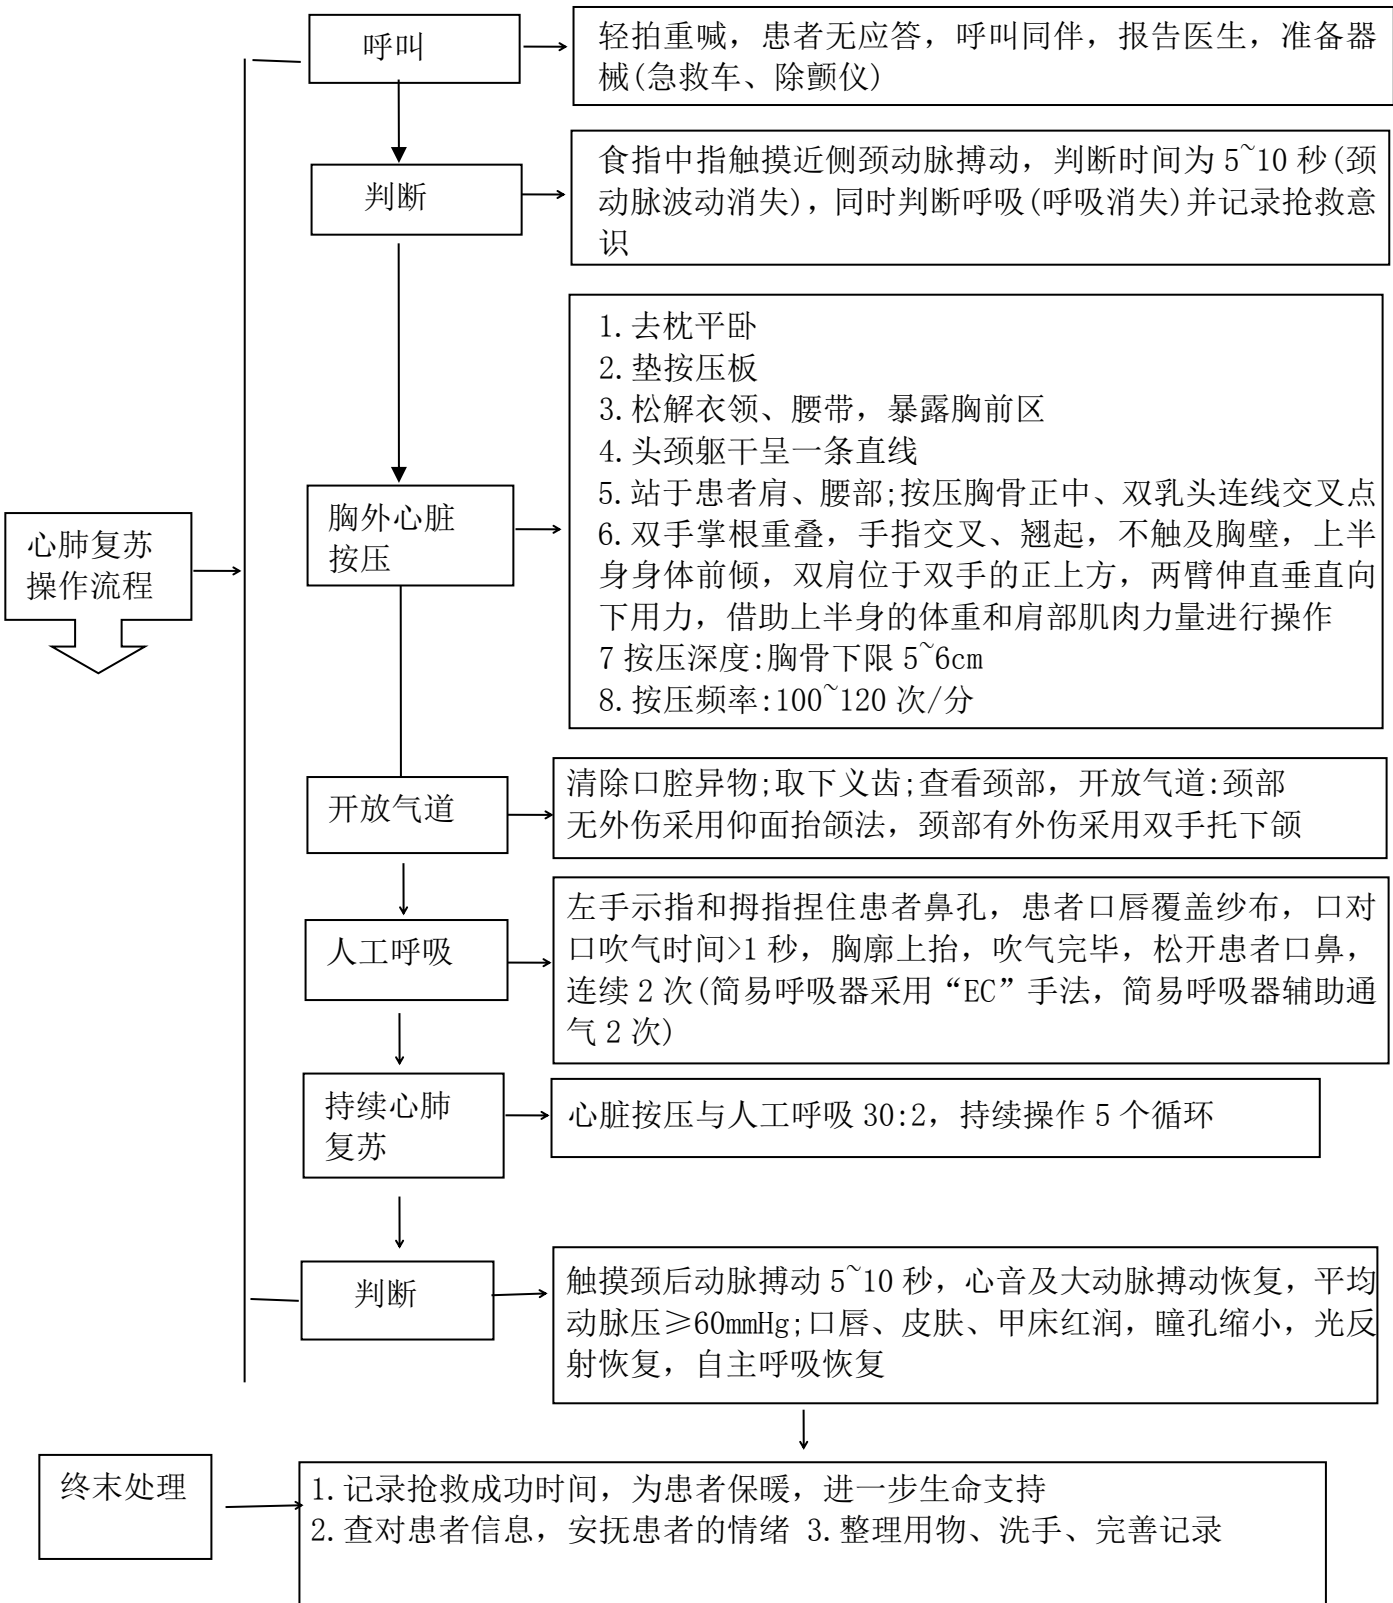 呼叫
轻拍重喊，患者无应答，呼叫同伴，报告医生，准备器
械(急救车、除颤仪)
判断
食指中指触摸近侧颈动脉搏动，判断时间为 5~10 秒(颈
动脉波动消失)，同时判断呼吸(呼吸消失)并记录抢救意
识
心肺复苏
操作流程
胸外心脏
按压
1.去枕平卧
2.垫按压板
3.松解衣领、腰带，暴露胸前区
4.头颈躯干呈一条直线
5.站于患者肩、腰部;按压胸骨正中、双乳头连线交叉点
6.双手掌根重叠，手指交叉、翘起，不触及胸壁，上半
身身体前倾，双肩位于双手的正上方，两臂伸直垂直向
下用力，借助上半身的体重和肩部肌肉力量进行操作
7 按压深度:胸骨下限 5~6cm
8.按压频率:100~120 次/分
开放气道
清除口腔异物;取下义齿;查看颈部，开放气道:颈部
无外伤采用仰面抬颌法，颈部有外伤采用双手托下颌
人工呼吸
左手示指和拇指捏住患者鼻孔，患者口唇覆盖纱布，口对
口吹气时间>1 秒，胸廓上抬，吹气完毕，松开患者口鼻，
连续 2 次(简易呼吸器采用“EC”手法，简易呼吸器辅助通
气 2 次)
持续心肺
复苏
心脏按压与人工呼吸 30:2，持续操作 5 个循环
判断
触摸颈后动脉搏动 5~10 秒，心音及大动脉搏动恢复，平均
动脉压≥60mmHg;口唇、皮肤、甲床红润，瞳孔缩小，光反
射恢复，自主呼吸恢复
终末处理
1.记录抢救成功时间，为患者保暖，进一步生命支持
2.查对患者信息，安抚患者的情绪 3.整理用物、洗手、完善记录